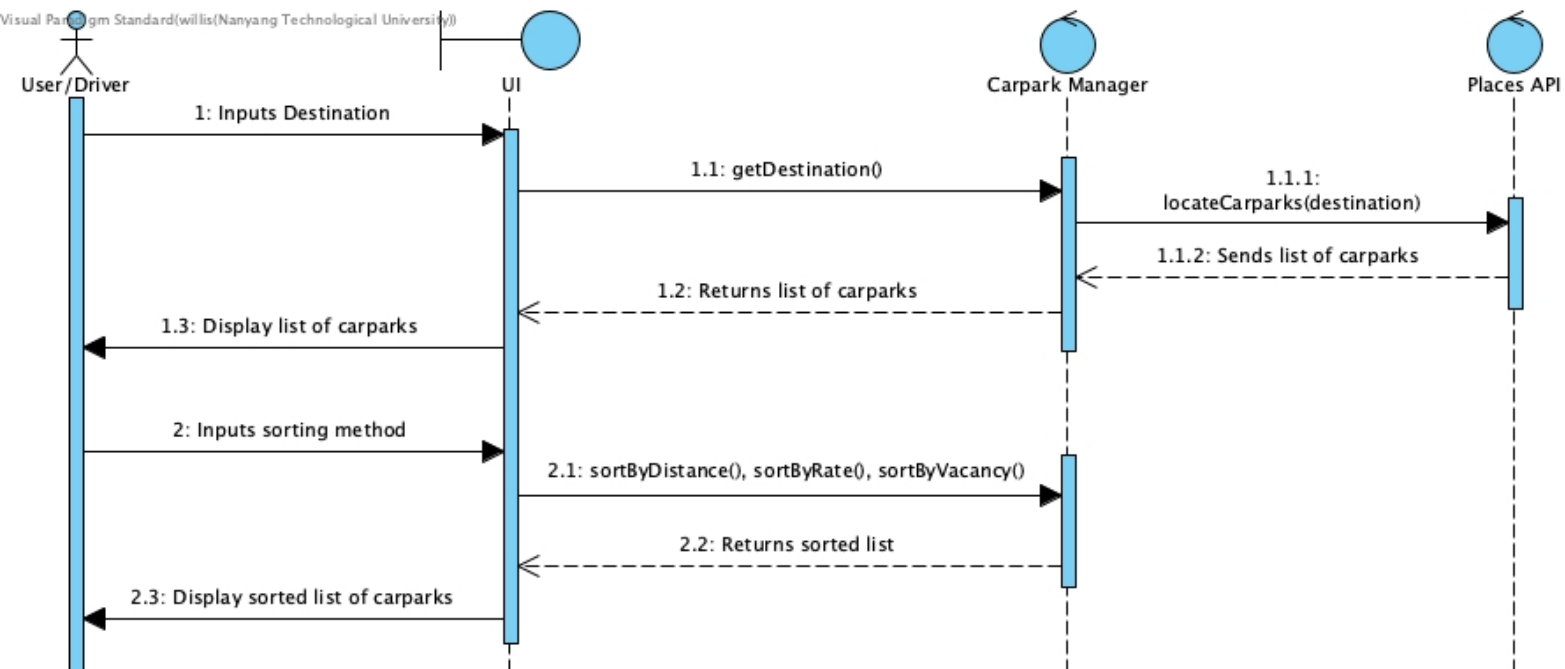 Visual Paradigm Standard(willis(Nanyang Technological University))
User/Driver
UI
Carpark Manager
Places API
1: Inputs Destination
1.1: getDestination()
1.1.1:
locateCarparks(destination)
1.1.2: Sends list of carparks
1.2: Returns list of carparks
1.3: Display list of carparks
2: Inputs sorting method
2.1: sortByDistance(), sortByRate(), sortByVacancy()
2.2: Returns sorted list
2.3: Display sorted list of carparks